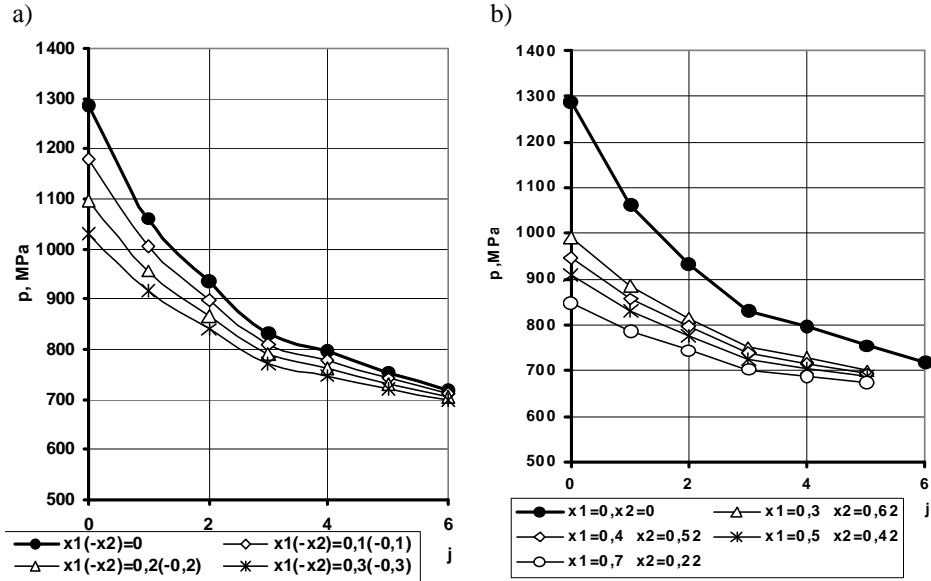 a)
1400
1300
1200
1100
1000
900
800
700
600
500
p, MPa
0 2 4 6
j
x1(-x2)=0 x1(-x2)=0,1(-0,1)
x1(-x2)=0,2(-0,2) x1(-x2)=0,3(-0,3)
b)
1400
1300
1200
1100
1000
900
800
700
600
500
p ,MPa
0 2 4 6
j
x1=0,x2=0 x1=0,3 x2=0,62
x1=0,4 x2=0,52 x1=0,5 x2=0,42
x1=0,7 x2=0,22